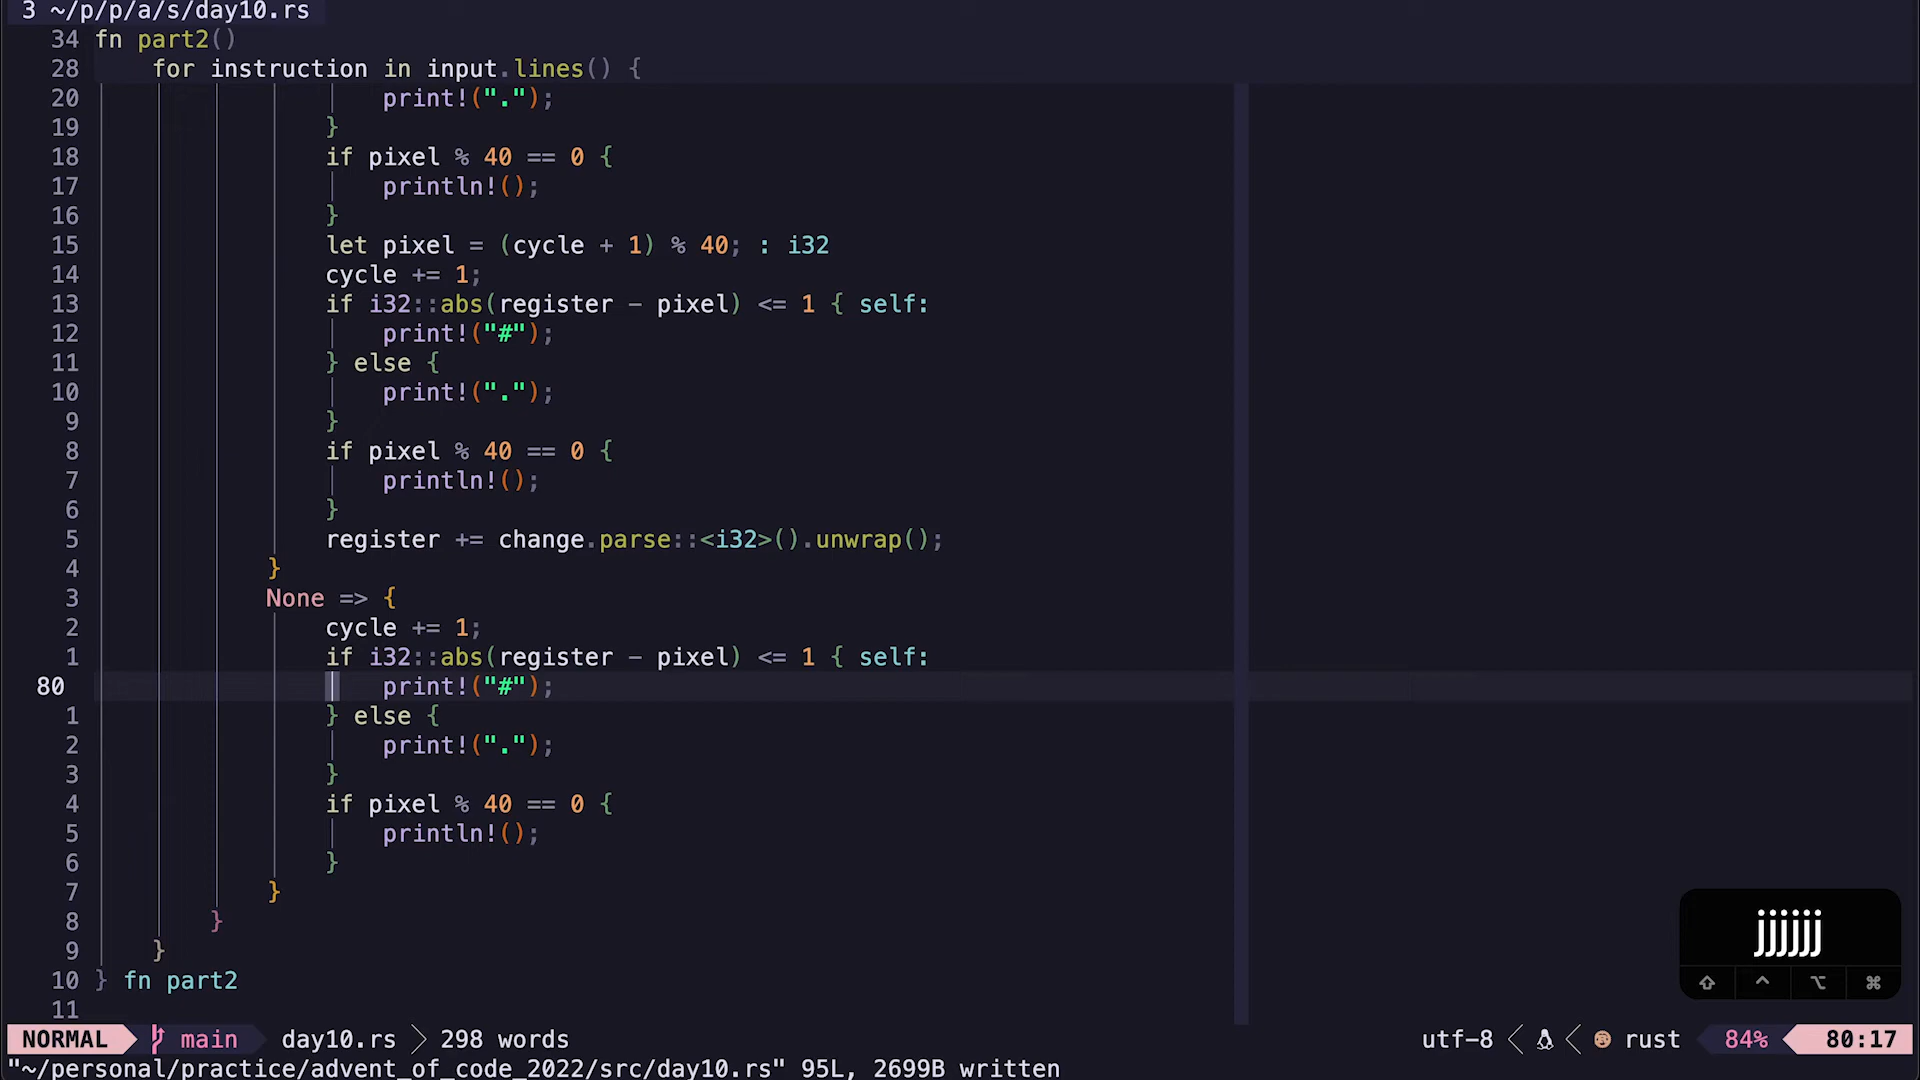 3 ~/p/p/a/s/day10.rs
34 fn part2()
28 for instruction in input.lines() {
20 print!(".");
19 }
18 if pixel % 40 == 0 {
17 println!();
16 }
15 let pixel = (cycle + 1) % 40; : i32
14 cycle += 1;
13 if i32::abs(register - pixel) <= 1 { self:
12 print!("#");
11 } else {
10 print!(".");
9 }
8 if pixel % 40 == 0 {
7 println!();
6 }
5 register += change.parse::<i32>().unwrap();
4 }
3 None => {
2 cycle += 1;
1 if i32::abs(register - pixel) <= 1 { self:
80 print!("#");
1 } else {
2 print!(".");
3 }
4 if pixel % 40 == 0 {
5 println!();
6 }
7 }
8 }
9 }
10 } fn part2
11
jjjjjj
NORMAL main day10.rs 298 words utf-8 rust 84% 80:17
"~/personal/practice/advent_of_code_2022/src/day10.rs" 95L, 2699B written